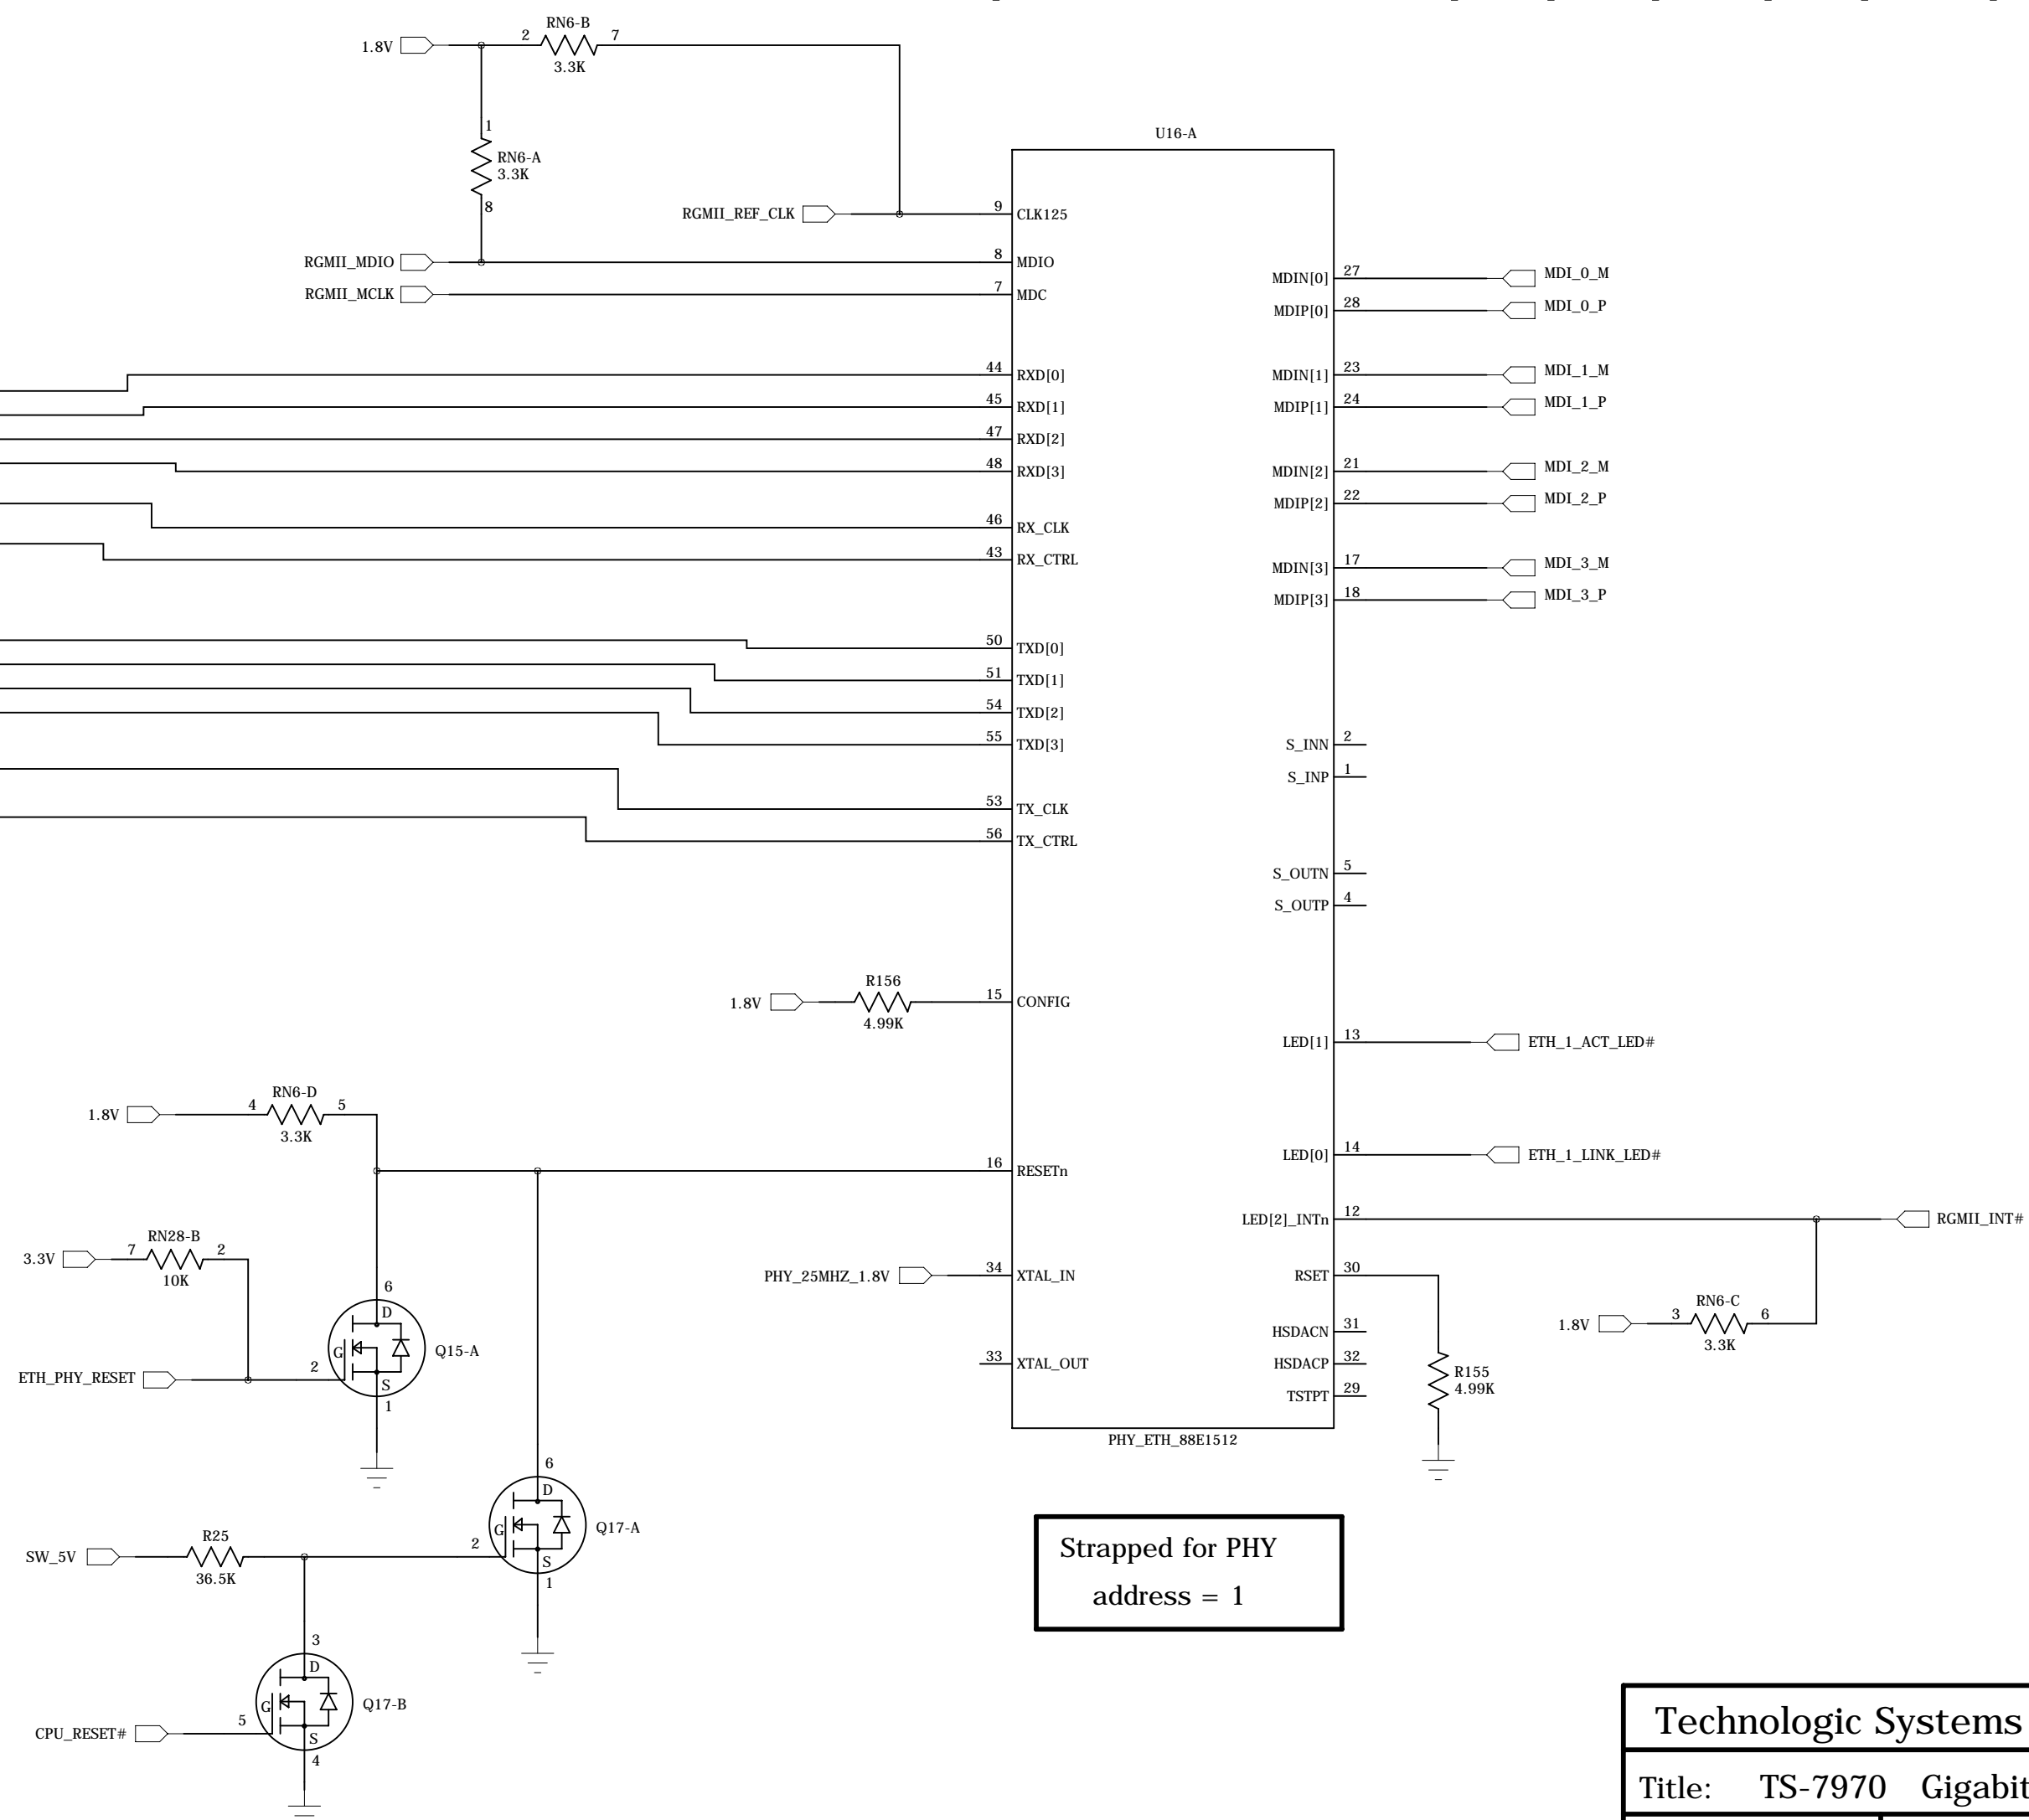 RN6-B
1.8V 2 7
3.3K
1
RN6-A
3.3K
8
U16-A
RGMII_REF_CLK 9 CLK125
RGMII_MDIO 8 MDIO
RGMII_MCLK 7 MDC
MDIN[0] 27 MDI_0_M
MDIP[0] 28 MDI_0_P
44 RXD[0] MDIN[1] 23 MDI_1_M
45 RXD[1] MDIP[1] 24 MDI_1_P
47 RXD[2]
48 RXD[3] MDIN[2] 21 MDI_2_M
MDIP[2] 22 MDI_2_P
46 RX_CLK
43 RX_CTRL MDIN[3] 17 MDI_3_M
MDIP[3] 18 MDI_3_P
50 TXD[0]
51 TXD[1]
54 TXD[2]
55 TXD[3] S_INN 2
S_INP 1
53 TX_CLK
56 TX_CTRL
S_OUTN 5
S_OUTP 4
R156
1.8V 15 CONFIG
4.99K
LED[1] 13 ETH_1_ACT_LED#
RN6-D
1.8V 4 5
3.3K
LED[0] 14 ETH_1_LINK_LED#
16 RESETn
LED[2]_INTn 12 RGMII_INT#
RN28-B
3.3V 7 2
10K
PHY_25MHZ_1.8V 34 XTAL_IN RSET 30
RN6-C
1.8V 3 6
3.3K
HSDACN 31
33 XTAL_OUT HSDACP 32
TSTPT 29
R155
4.99K
6
D
G
Q15-A
ETH_PHY_RESET 2
S
1
PHY_ETH_88E1512
6
D
G
Q17-A
R25
SW_5V 2
36.5K
S
1
Strapped for PHY
address = 1
3
D
G
Q17-B
CPU_RESET# 5
S
4
Technologic Systems
Title: TS-7970 Gigabit